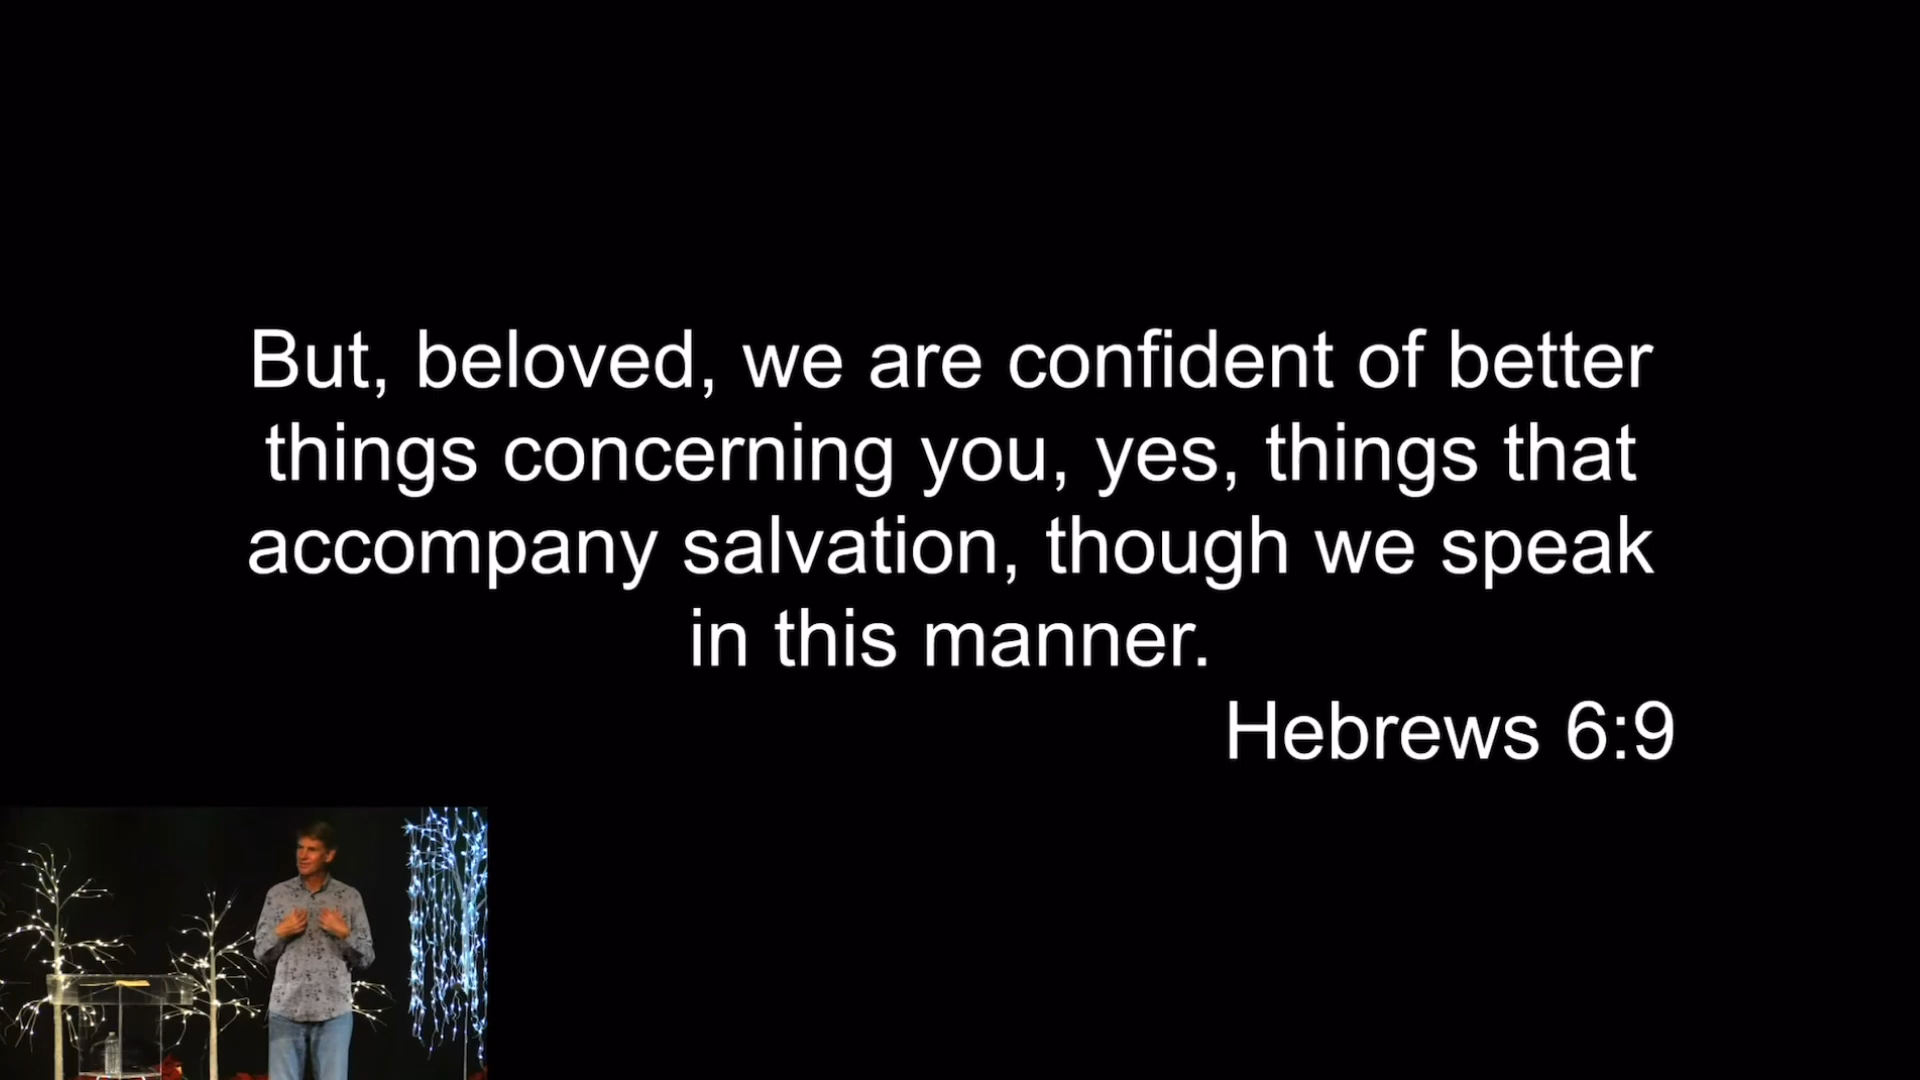 But, beloved, we are confident of better
things concerning you, yes, things that
accompany salvation, though we speak
in this manner.
Hebrews 6:9